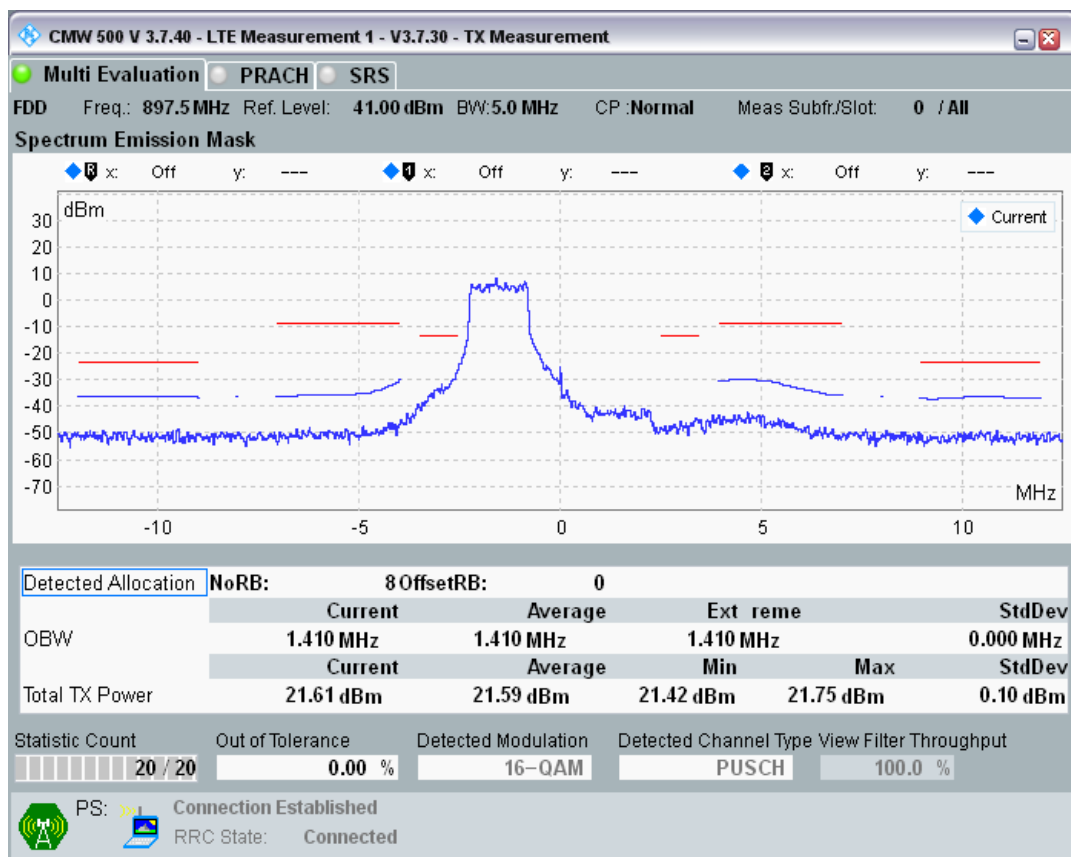 CMW 500 V 3.7.40 - LTE Measurement 1 - V3.7.30 - TX Measurement
Multi Evaluation PRACH SRS
FDD Freq.: 897.5 MHz Ref. Level: 41.00 dBm BW:5.0 MHz CP :Normal Meas Subfr./Slot: 0 / All
Spectrum Emission Mask
R x: Off y: --- 1 x: Off y: --- 2 x: Off y: ---
dBm
Current
30
20
10
0
-10
-20
-30
-40
-50
-60
-70
MHz
-10 -5 0 5 10
Detected Allocation NoRB: 8 OffsetRB: 0
Current Average Ext reme StdDev
OBW 1.410 MHz 1.410 MHz 1.410 MHz 0.000 MHz
Current Average Min Max StdDev
Total TX Power 21.61 dBm 21.59 dBm 21.42 dBm 21.75 dBm 0.10 dBm
Statistic Count Out of Tolerance Detected Modulation Detected Channel Type View Filter Throughput
20 / 20 0.00 % 16-QAM PUSCH 100.0 %
PS: Connection Established
RRC State: Connected